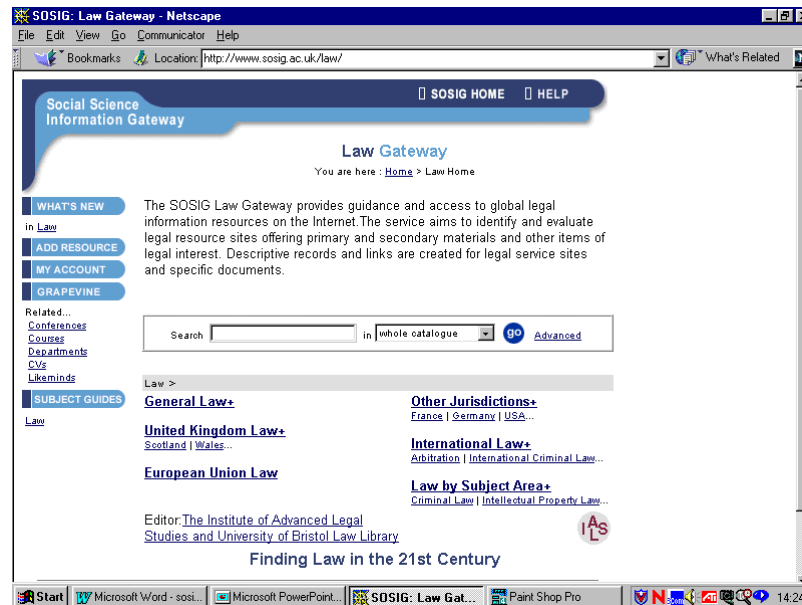 SOSIG: Law Gateway - Netscape
File Edit View Go Communicator Help
Bookmarks Location: http://www.sosig.ac.uk/law/ What's Related
Social Science
Information Gateway
SOSIG HOME HELP
Law Gateway
You are here : Home > Law Home
WHAT'S NEW
in Law
ADD RESOURCE
MY ACCOUNT
GRAPEVINE
Related...
Conferences
Courses
Departments
CVs
Likeminds
SUBJECT GUIDES
Law
The SOSIG Law Gateway provides guidance and access to global legal
information resources on the Internet.The service aims to identify and evaluate
legal resource sites offering primary and secondary materials and other items of
legal interest. Descriptive records and links are created for legal service sites
and specific documents.
Search in whole catalogue go Advanced
Law >
General Law+
United Kingdom Law+
Scotland | Wales...
European Union Law
Other Jurisdictions+
France | Germany | USA...
International Law+
Arbitration | International Criminal Law...
Law by Subject Area+
Criminal Law | Intellectual Property Law...
Editor:The Institute of Advanced Legal
Studies and University of Bristol Law Library
IALS
Finding Law in the 21st Century
Start Microsoft Word - sosi... Microsoft PowerPoint... SOSIG: Law Gat... Paint Shop Pro 14:24